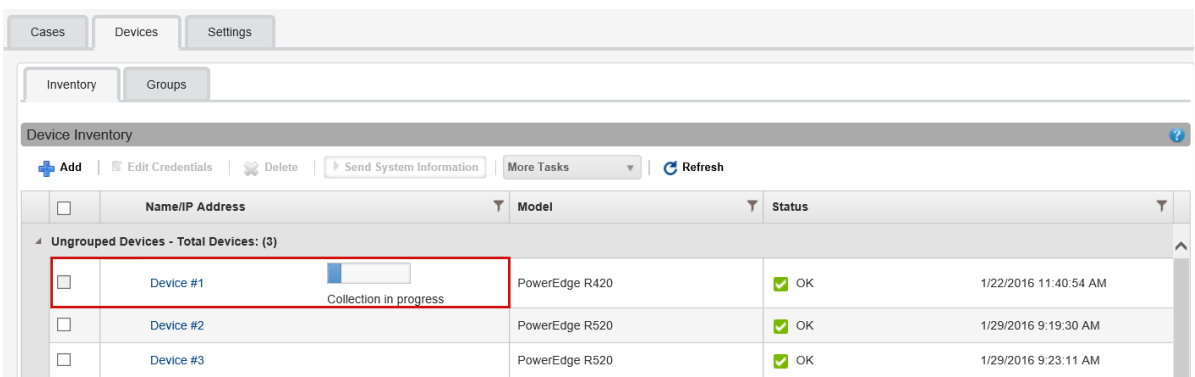 Cases Devices Settings
Inventory Groups
Device Inventory ?
Add Edit Credentials Delete Send System Information More Tasks Refresh
Name/IP Address Model Status
Ungrouped Devices - Total Devices: (3)
Device #1 PowerEdge R420 OK 1/22/2016 11:40:54 AM
Collection in progress
Device #2 PowerEdge R520 OK 1/29/2016 9:19:30 AM
Device #3 PowerEdge R520 OK 1/29/2016 9:23:11 AM